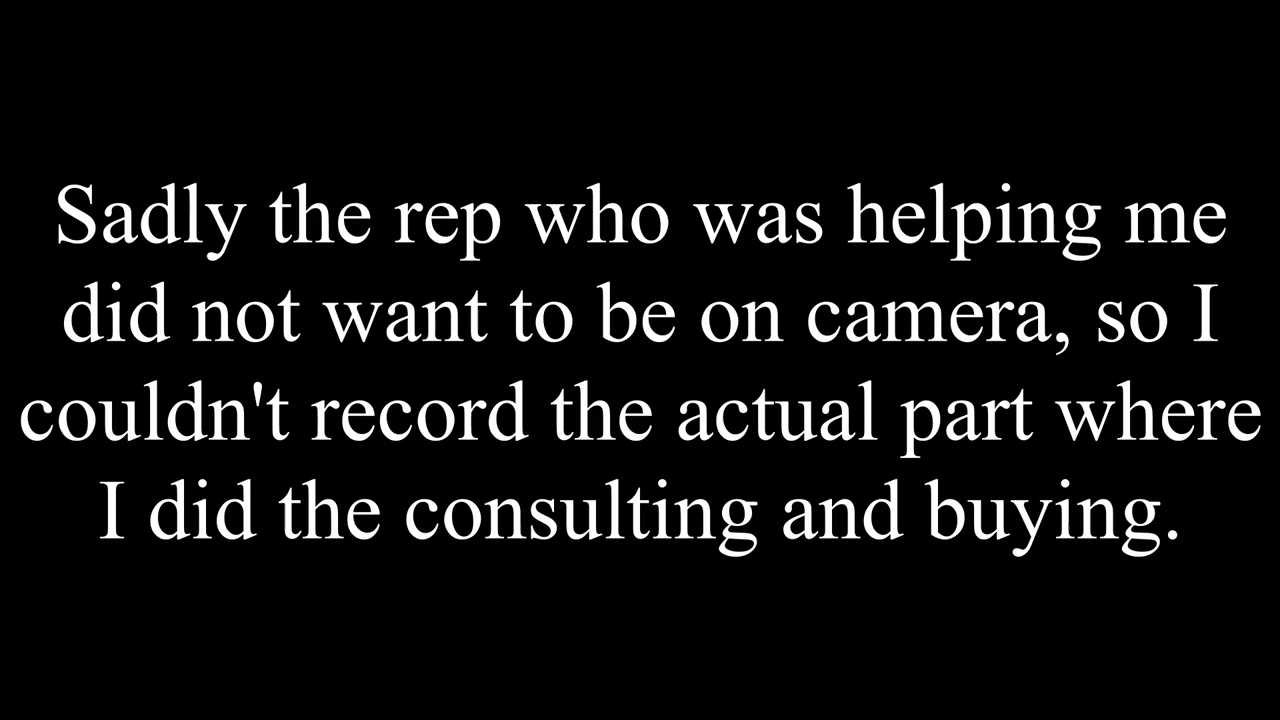 Sadly the rep who was helping me
did not want to be on camera, so I
couldn't record the actual part where
I did the consulting and buying.